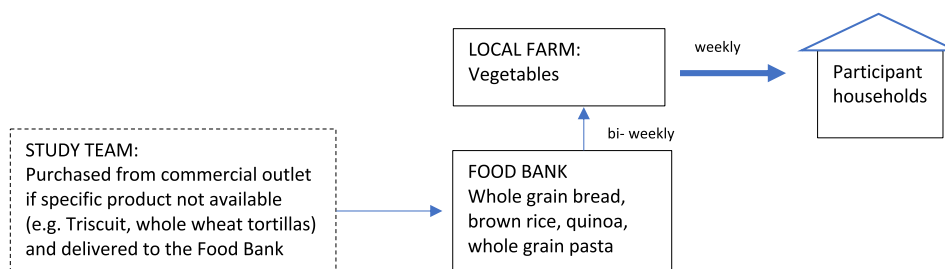 LOCAL FARM:
Vegetables
weekly
Participant
households
bi- weekly
STUDY TEAM:
Purchased from commercial outlet
if specific product not available
(e.g. Triscuit, whole wheat tortillas)
and delivered to the Food Bank
FOOD BANK
Whole grain bread,
brown rice, quinoa,
whole grain pasta